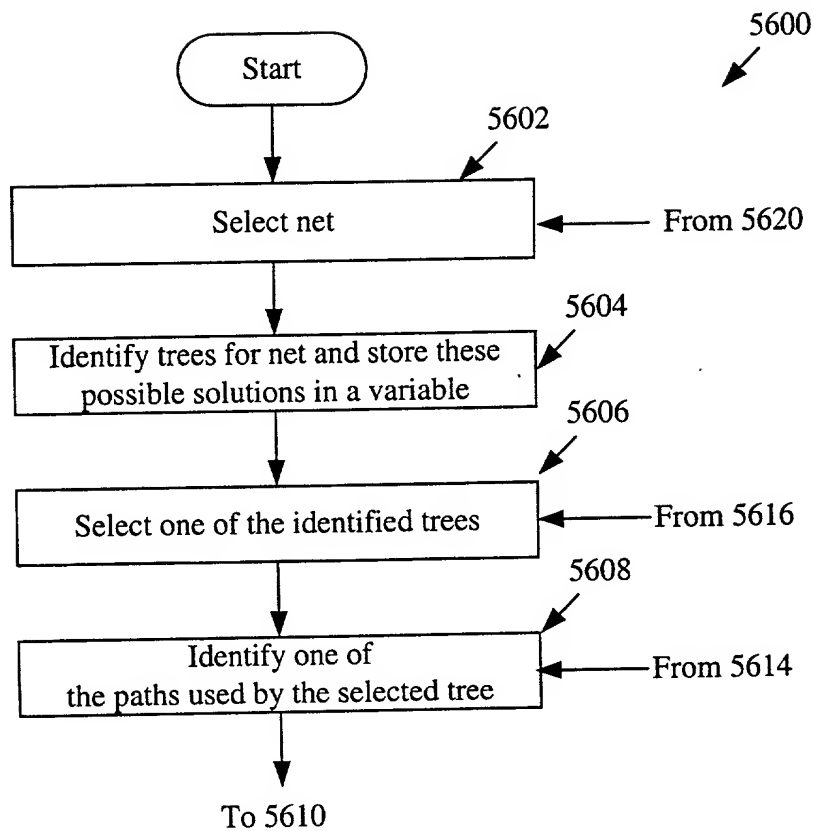 5600
Start
5602
Select net
From 5620
5604
Identify trees for net and store these
possible solutions in a variable
5606
Select one of the identified trees
From 5616
5608
Identify one of
the paths used by the selected tree
From 5614
To 5610